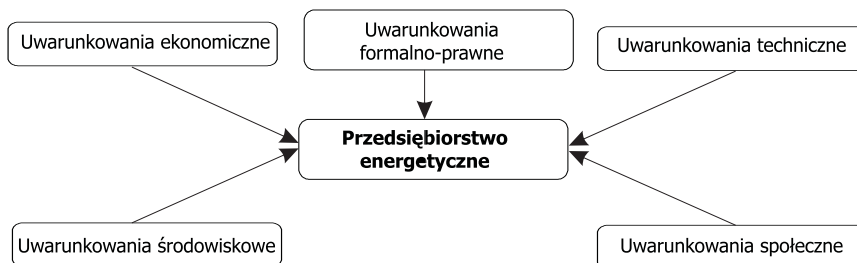 Uwarunkowania ekonomiczne
Uwarunkowania
formalno-prawne
Uwarunkowania techniczne
Przedsiębiorstwo
energetyczne
Uwarunkowania środowiskowe
Uwarunkowania społeczne